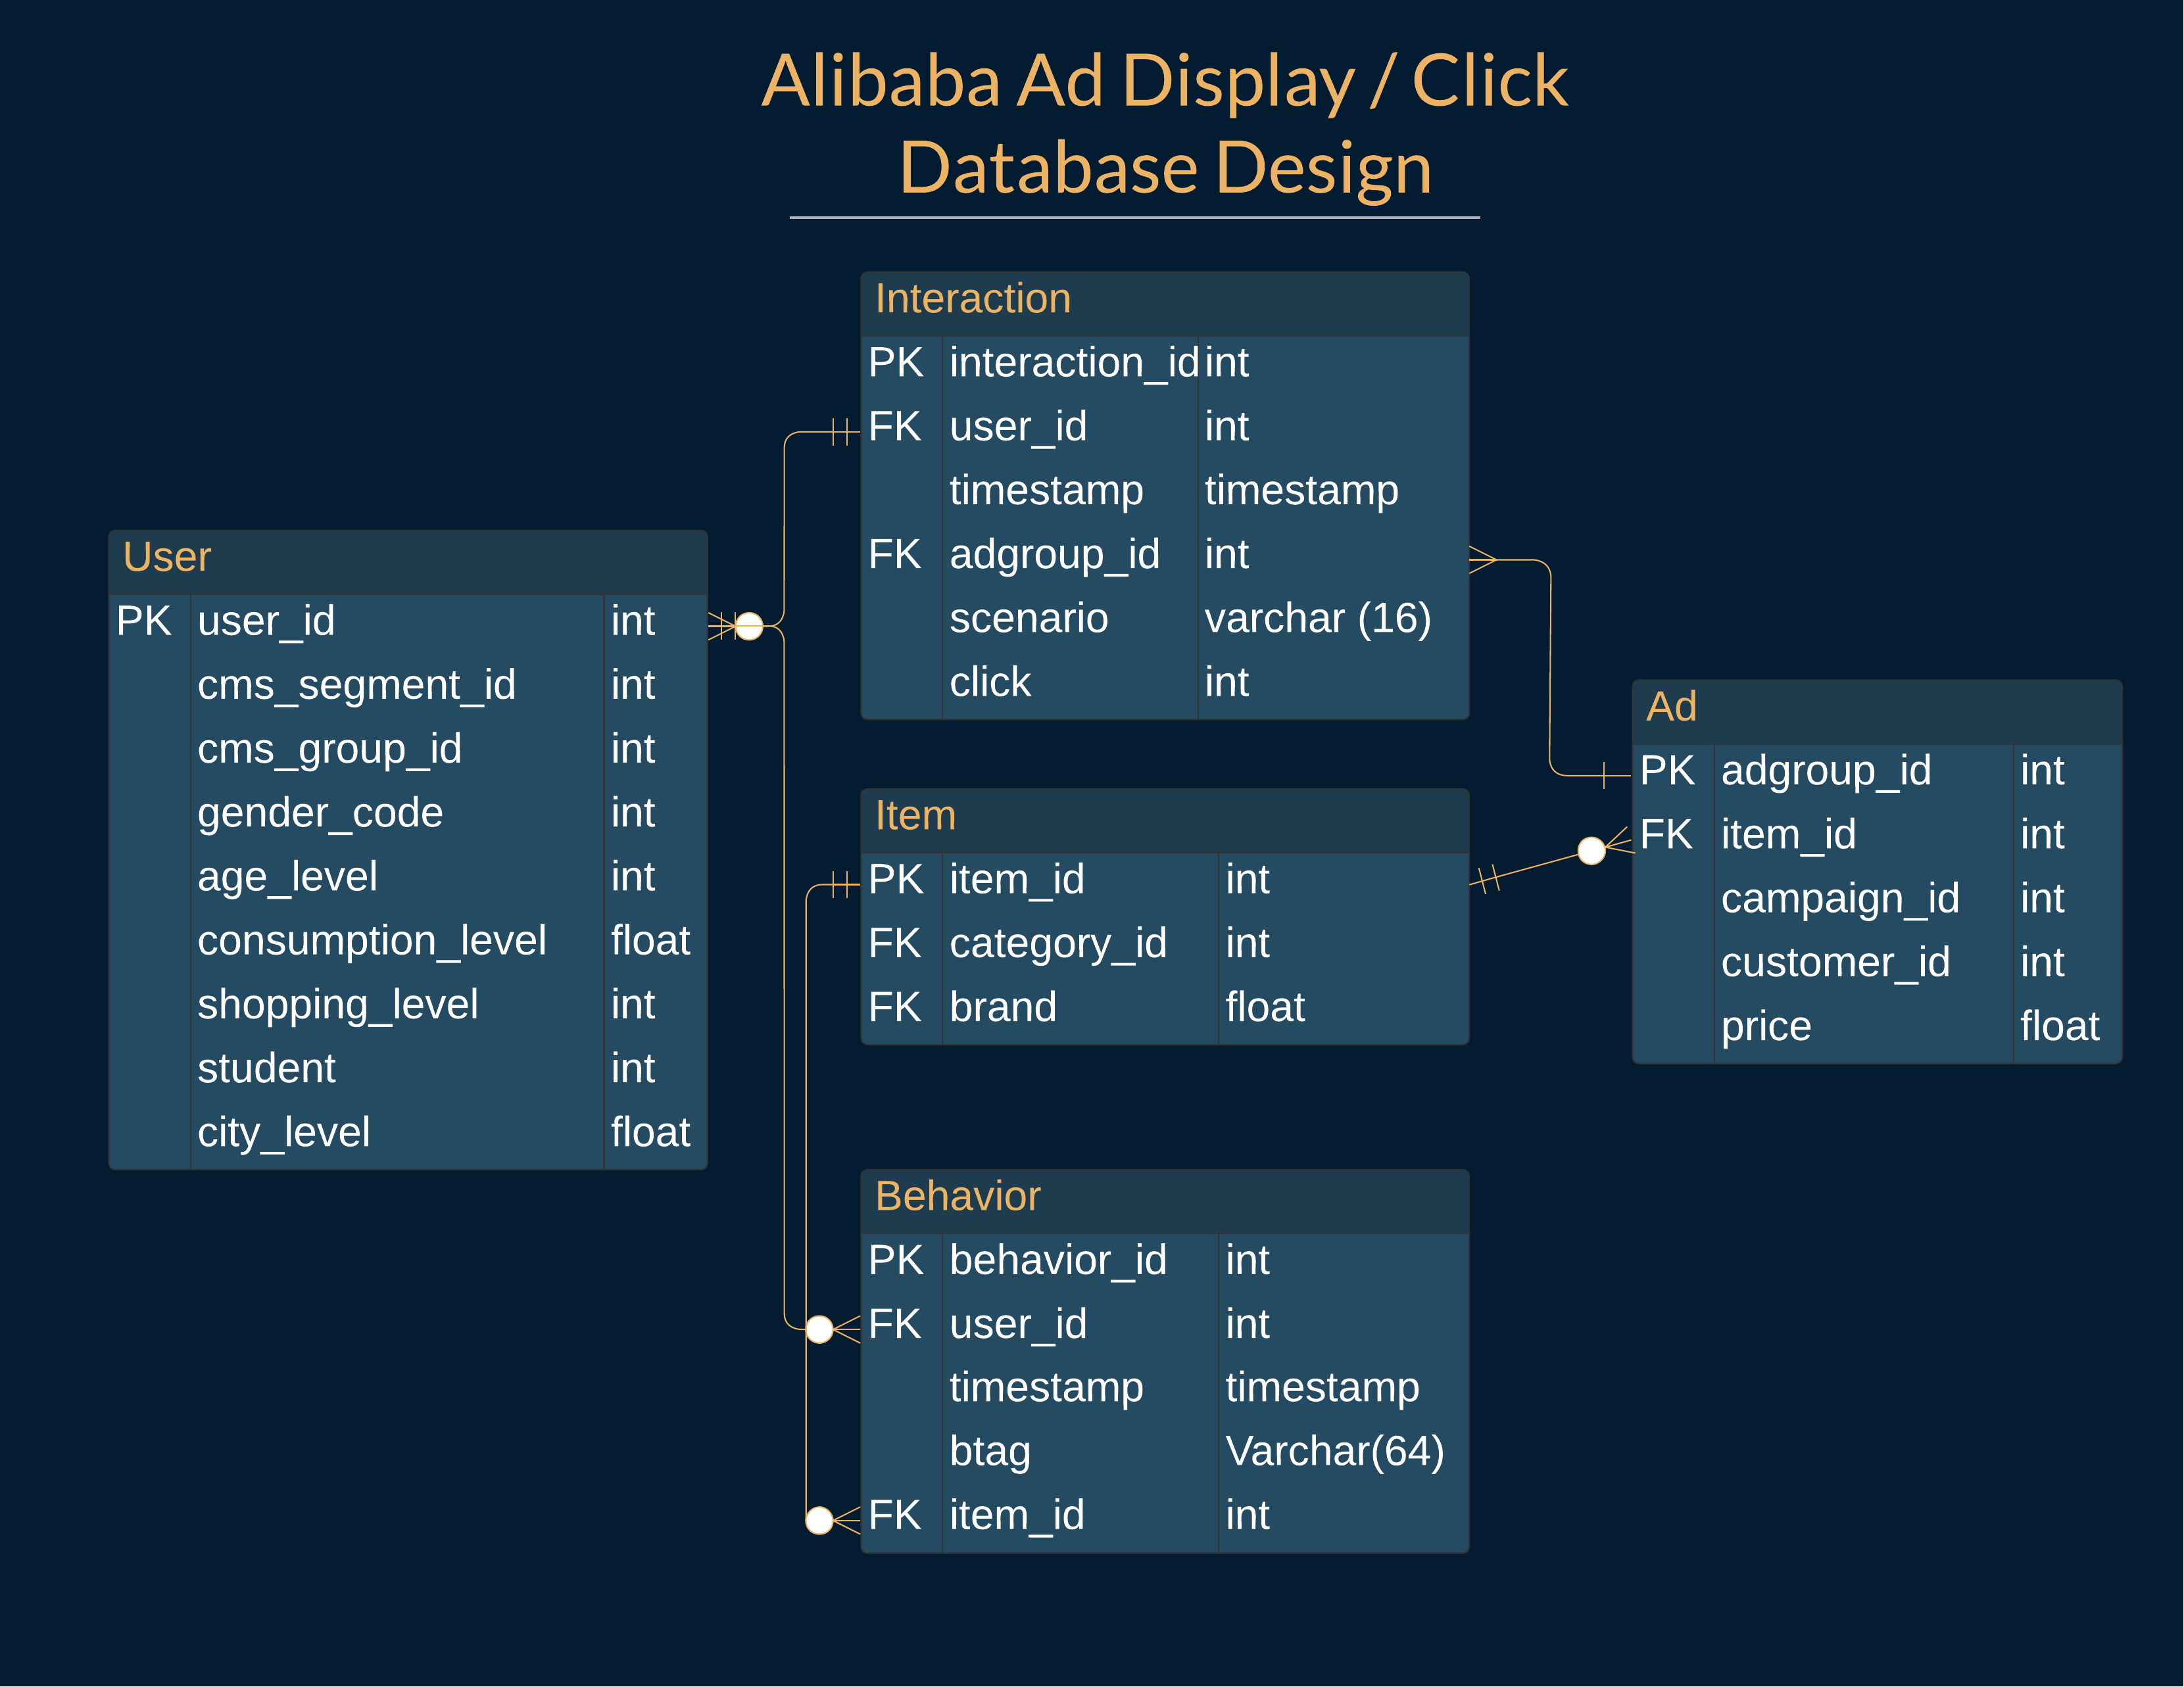 Alibaba Ad Display / Click
Database Design
Interaction
PK interaction_id int
FK user_id int
timestamp timestamp
FK adgroup_id int
scenario varchar (16)
click int
User
PK user_id int
cms_segment_id int
cms_group_id int
gender_code int
age_level int
consumption_level float
shopping_level int
student int
city_level float
Item
PK item_id int
FK category_id int
FK brand float
Ad
PK adgroup_id int
FK item_id int
campaign_id int
customer_id int
price float
Behavior
PK behavior_id int
FK user_id int
timestamp timestamp
btag Varchar(64)
FK item_id int